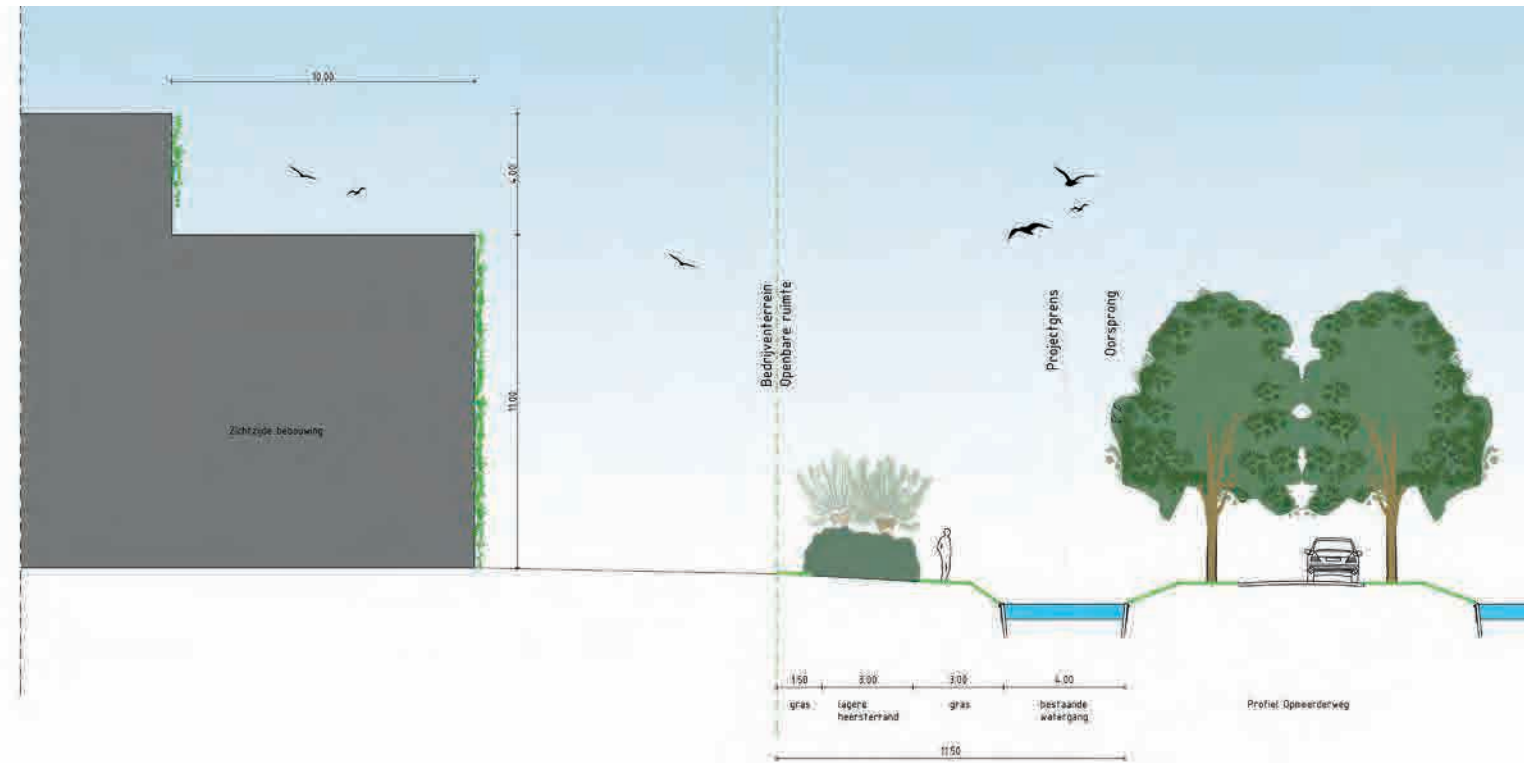 10.00
4.00
11.00
Zichtzijde bebouwing
Bedrijventerrein
Openbare ruimte
Projectgrens
Oorsprong
1.50
3.00
3.00
4.00
gras
lagere
heersterrand
gras
bestaande
watergang
Profiel Opmeerderweg
11.50